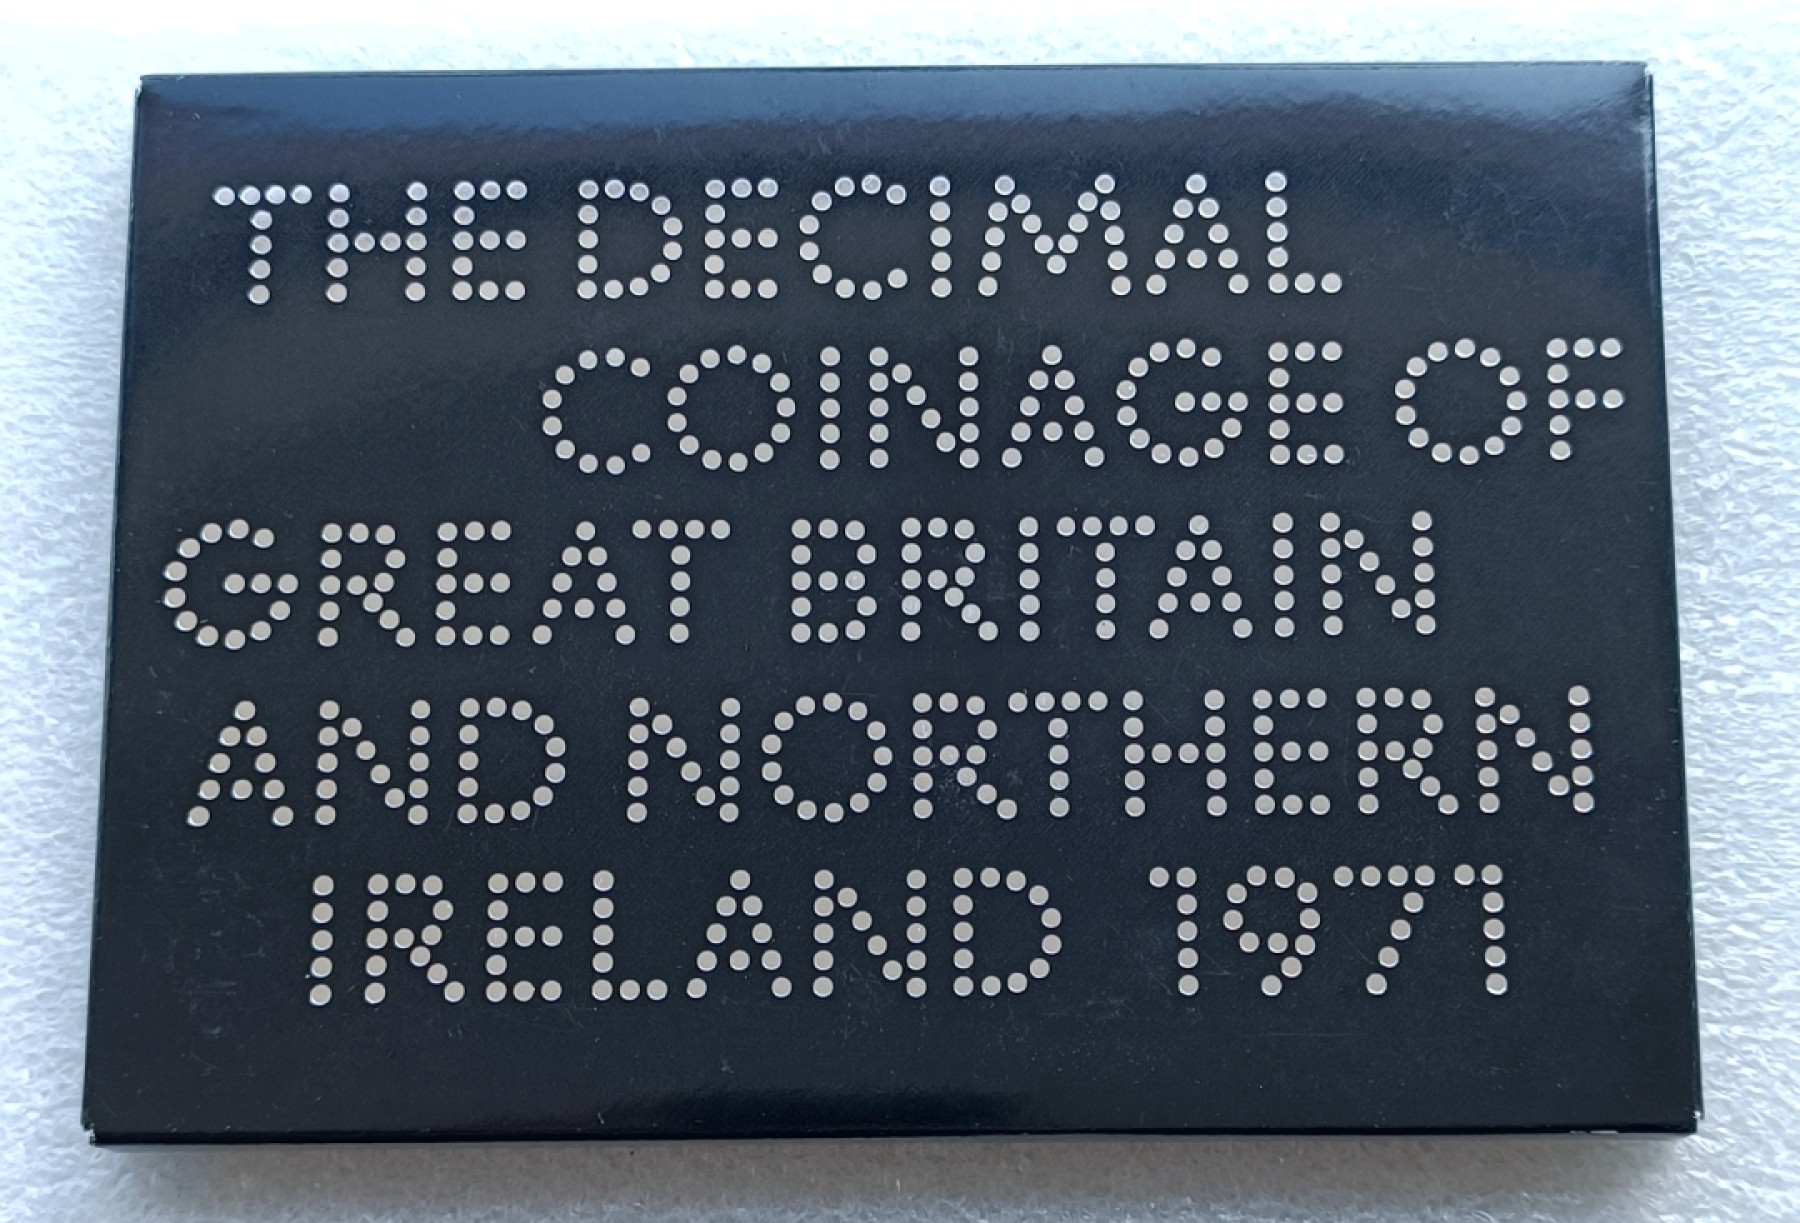 THE DECIMAL
COINAGE OF
GREAT BRITAIN
AND NORTHERN
IRELAND 1971